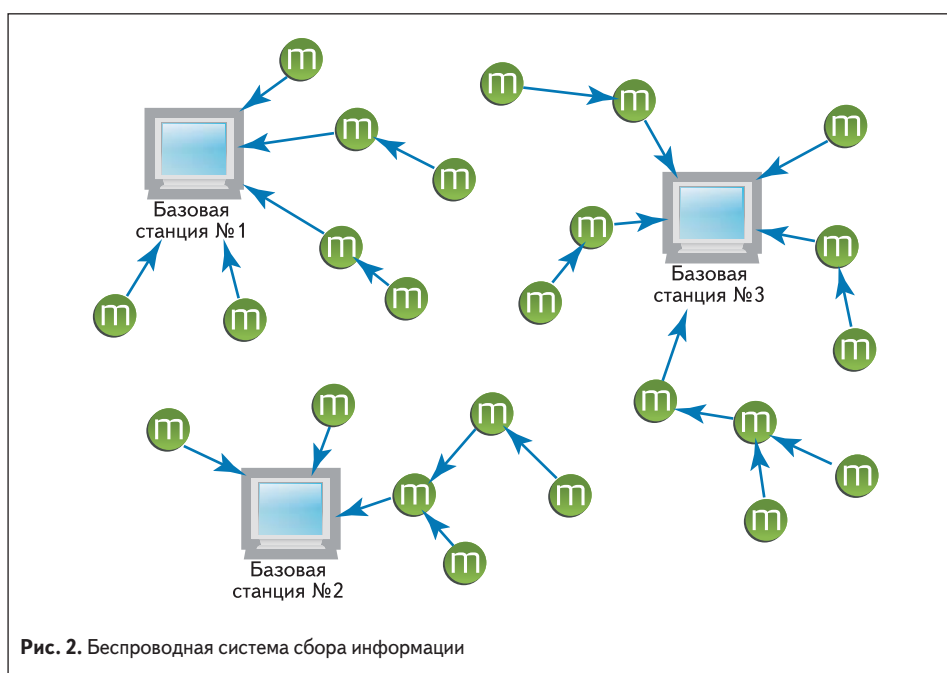 m
m
m
m
m
m
m
m
Базовая
станция №1
m
m
m
m
Базовая
станция №3
m
m
m
m
m
m
m
m
m
m
m
m
m
Базовая
станция №2
Рис. 2. Беспроводная система сбора информации